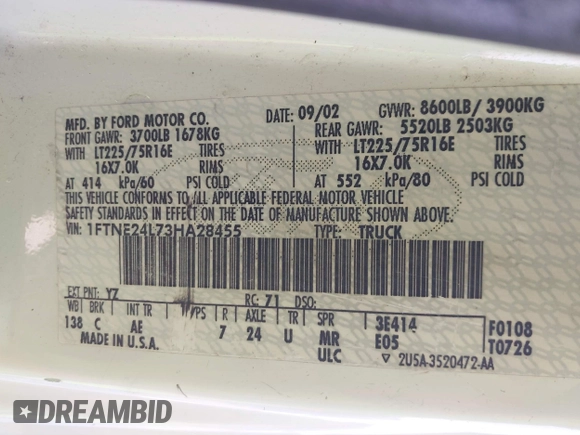 MFD. BY FORD MOTOR CO. DATE: 09/02 GVWR: 8600LB/ 3900KG
FRONT GAWR: 3700LB 1678KG REAR GAWR: 5520LB 2503KG
WITH LT225/75R16E TIRES WITH LT225/75R16E TIRES
16X7.0K RIMS 16X7.0K RIMS
AT 414 kPa/60 PSI COLD AT 552 kPa/80 PSI COLD
THIS VEHICLE CONFORMS TO ALL APPLICABLE FEDERAL MOTOR VEHICLE
SAFETY STANDARDS IN EFFECT ON THE DATE OF MANUFACTURE SHOWN ABOVE.
VIN: 1FTNE24L73HA28455 TYPE: TRUCK
EXT PNT: YZ RC: 71 DSO:
WB BRK INT TR TP/PS R AXLE TR SPR 3E414 F0108
138 C AE 7 24 U MR E05 T0726
MADE IN U.S.A. ULC ▽ 2U5A-3520472-AA
DREAMBID